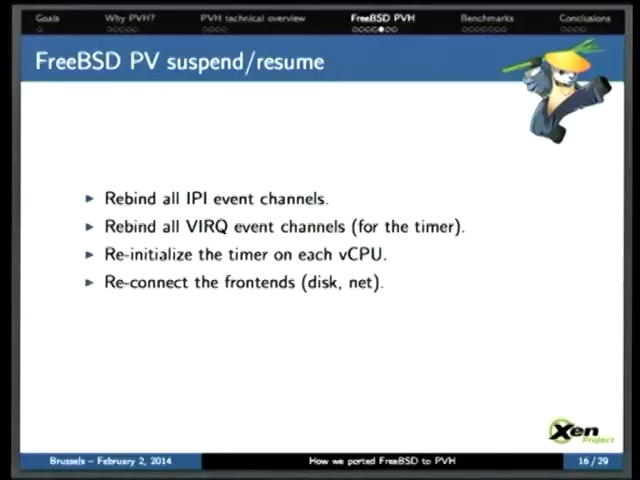 Goals
Why PVH?
PVH technical overview
FreeBSD PVH
Benchmarks
Conclusions
FreeBSD PV suspend/resume
Rebind all IPI event channels.
Rebind all VIRQ event channels (for the timer).
Re-initialize the timer on each vCPU.
Re-connect the frontends (disk, net).
Xen
Project
Brussels – February 2, 2014
How we ported FreeBSD to PVH
16 / 29